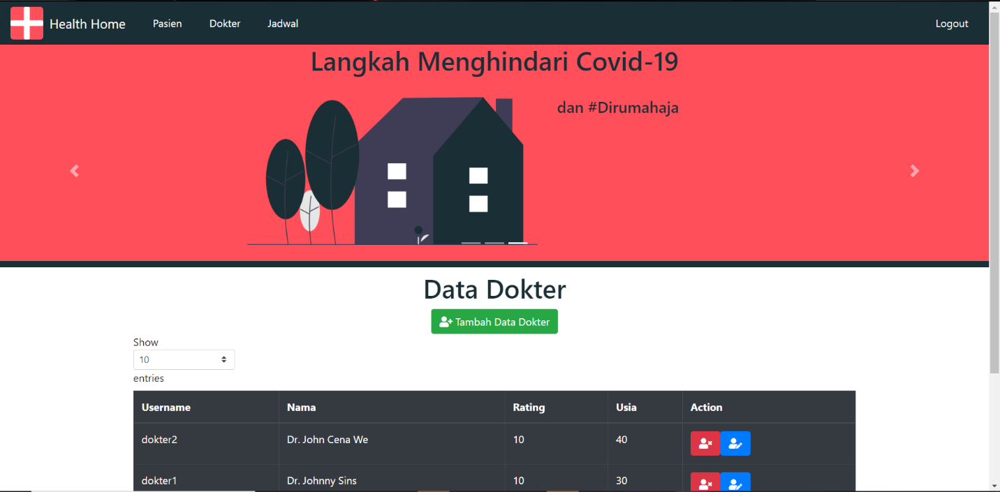 Health Home Pasien Dokter Jadwal Logout
Langkah Menghindari Covid-19
dan #Dirumahaja
Data Dokter
Tambah Data Dokter
Show
10
entries
Username Nama Rating Usia Action
dokter2 Dr. John Cena We 10 40
dokter1 Dr. Johnny Sins 10 30